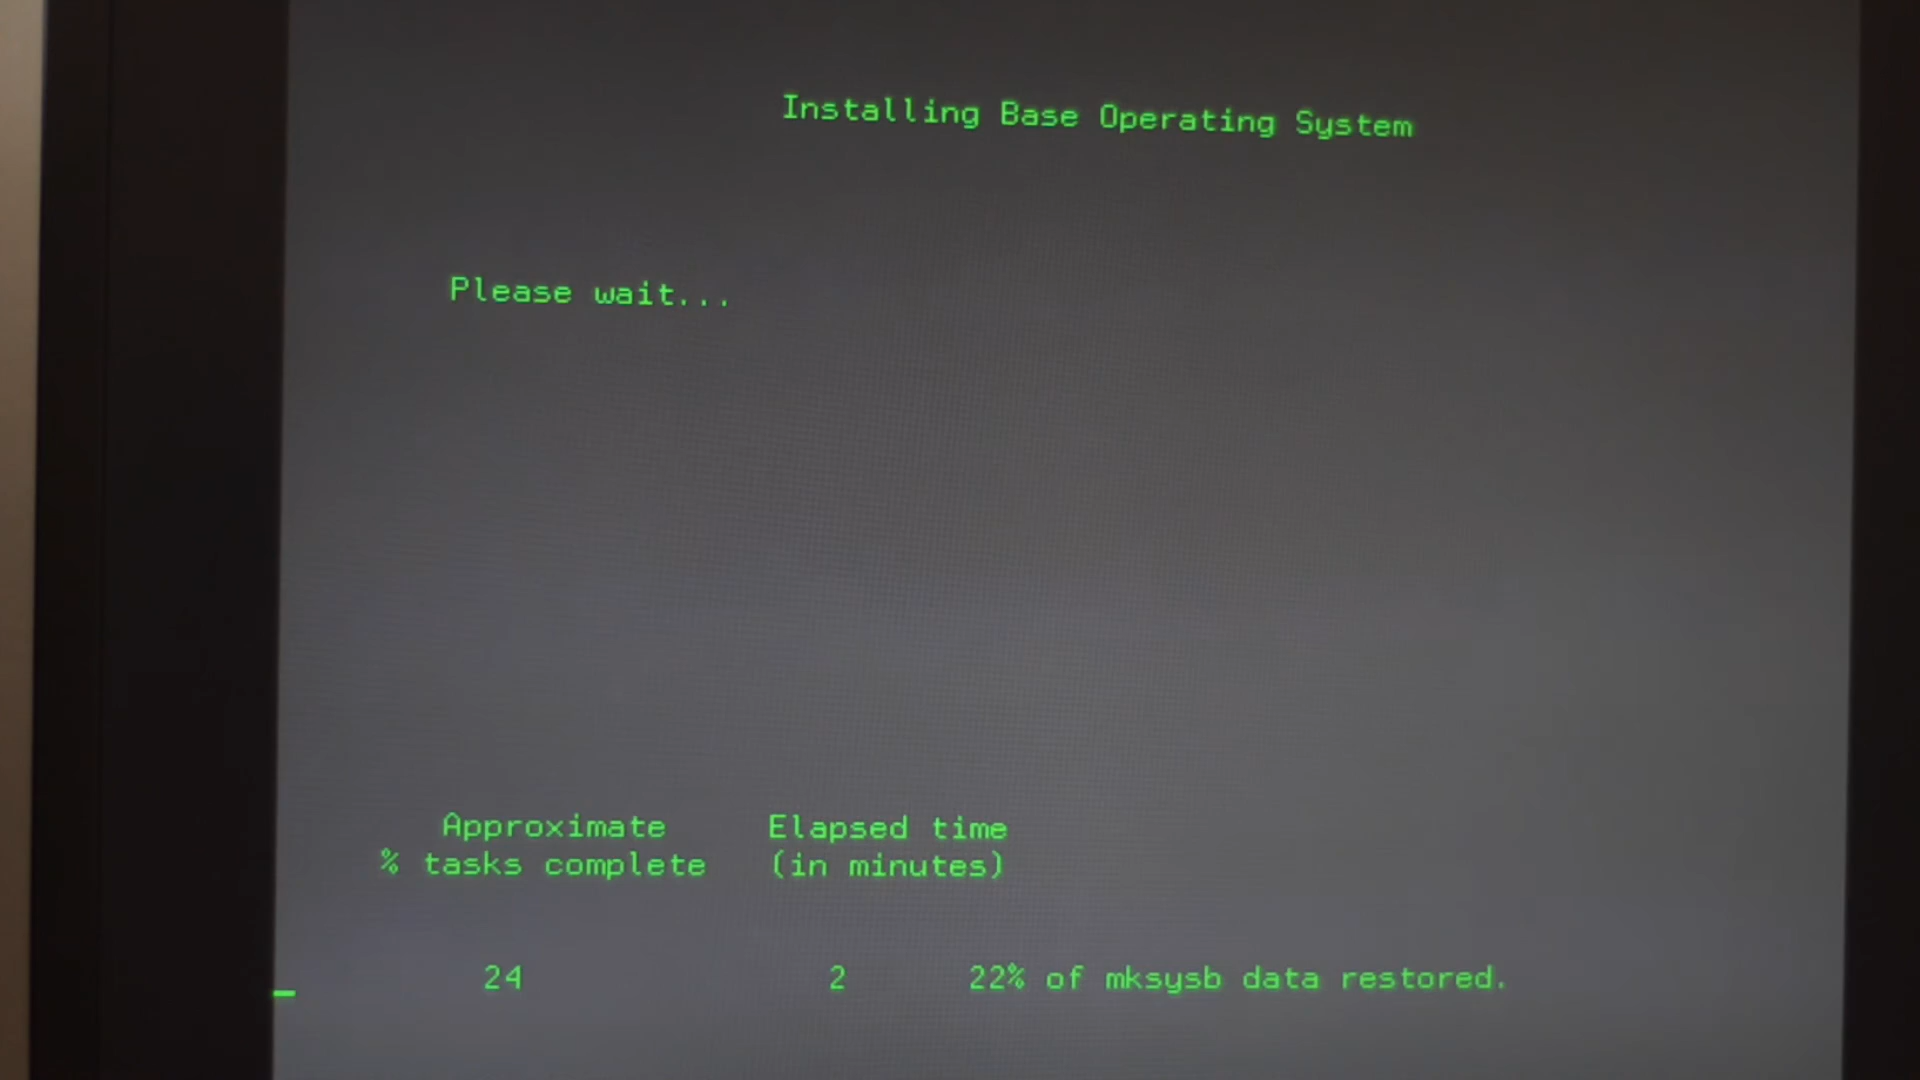 Installing Base Operating System
Please wait...
Approximate Elapsed time
% tasks complete (in minutes)
24 2 22% of mksysb data restored.